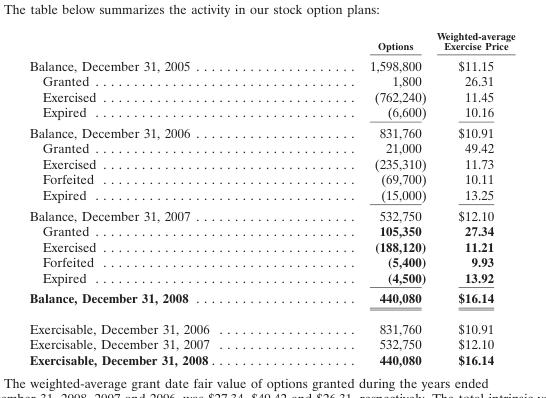 The table below summarizes the activity in our stock option plans:
Weighted-average
Options Exercise Price
Balance, December 31, 2005 . . . . . . . . . . . . . . . . . . . . . 1,598,800 $11.15
Granted . . . . . . . . . . . . . . . . . . . . . . . . . . . . . . . . . . 1,800 26.31
Exercised . . . . . . . . . . . . . . . . . . . . . . . . . . . . . . . . . (762,240) 11.45
Expired . . . . . . . . . . . . . . . . . . . . . . . . . . . . . . . . . . (6,600) 10.16
Balance, December 31, 2006 . . . . . . . . . . . . . . . . . . . . . 831,760 $10.91
Granted . . . . . . . . . . . . . . . . . . . . . . . . . . . . . . . . . . 21,000 49.42
Exercised . . . . . . . . . . . . . . . . . . . . . . . . . . . . . . . . . (235,310) 11.73
Forfeited . . . . . . . . . . . . . . . . . . . . . . . . . . . . . . . . . (69,700) 10.11
Expired . . . . . . . . . . . . . . . . . . . . . . . . . . . . . . . . . . (15,000) 13.25
Balance, December 31, 2007 . . . . . . . . . . . . . . . . . . . . . 532,750 $12.10
Granted . . . . . . . . . . . . . . . . . . . . . . . . . . . . . . . . . . 105,350 27.34
Exercised . . . . . . . . . . . . . . . . . . . . . . . . . . . . . . . . . (188,120) 11.21
Forfeited . . . . . . . . . . . . . . . . . . . . . . . . . . . . . . . . . (5,400) 9.93
Expired . . . . . . . . . . . . . . . . . . . . . . . . . . . . . . . . . . (4,500) 13.92
Balance, December 31, 2008 . . . . . . . . . . . . . . . . . . . . . 440,080 $16.14
Exercisable, December 31, 2006 . . . . . . . . . . . . . . . . . . 831,760 $10.91
Exercisable, December 31, 2007 . . . . . . . . . . . . . . . . . . 532,750 $12.10
Exercisable, December 31, 2008 . . . . . . . . . . . . . . . . . . 440,080 $16.14
The weighted-average grant date fair value of options granted during the years ended
31, 2008, 2007 and 2006, was $27.34, $49.42 and $26.31, respectively. The total intrinsic